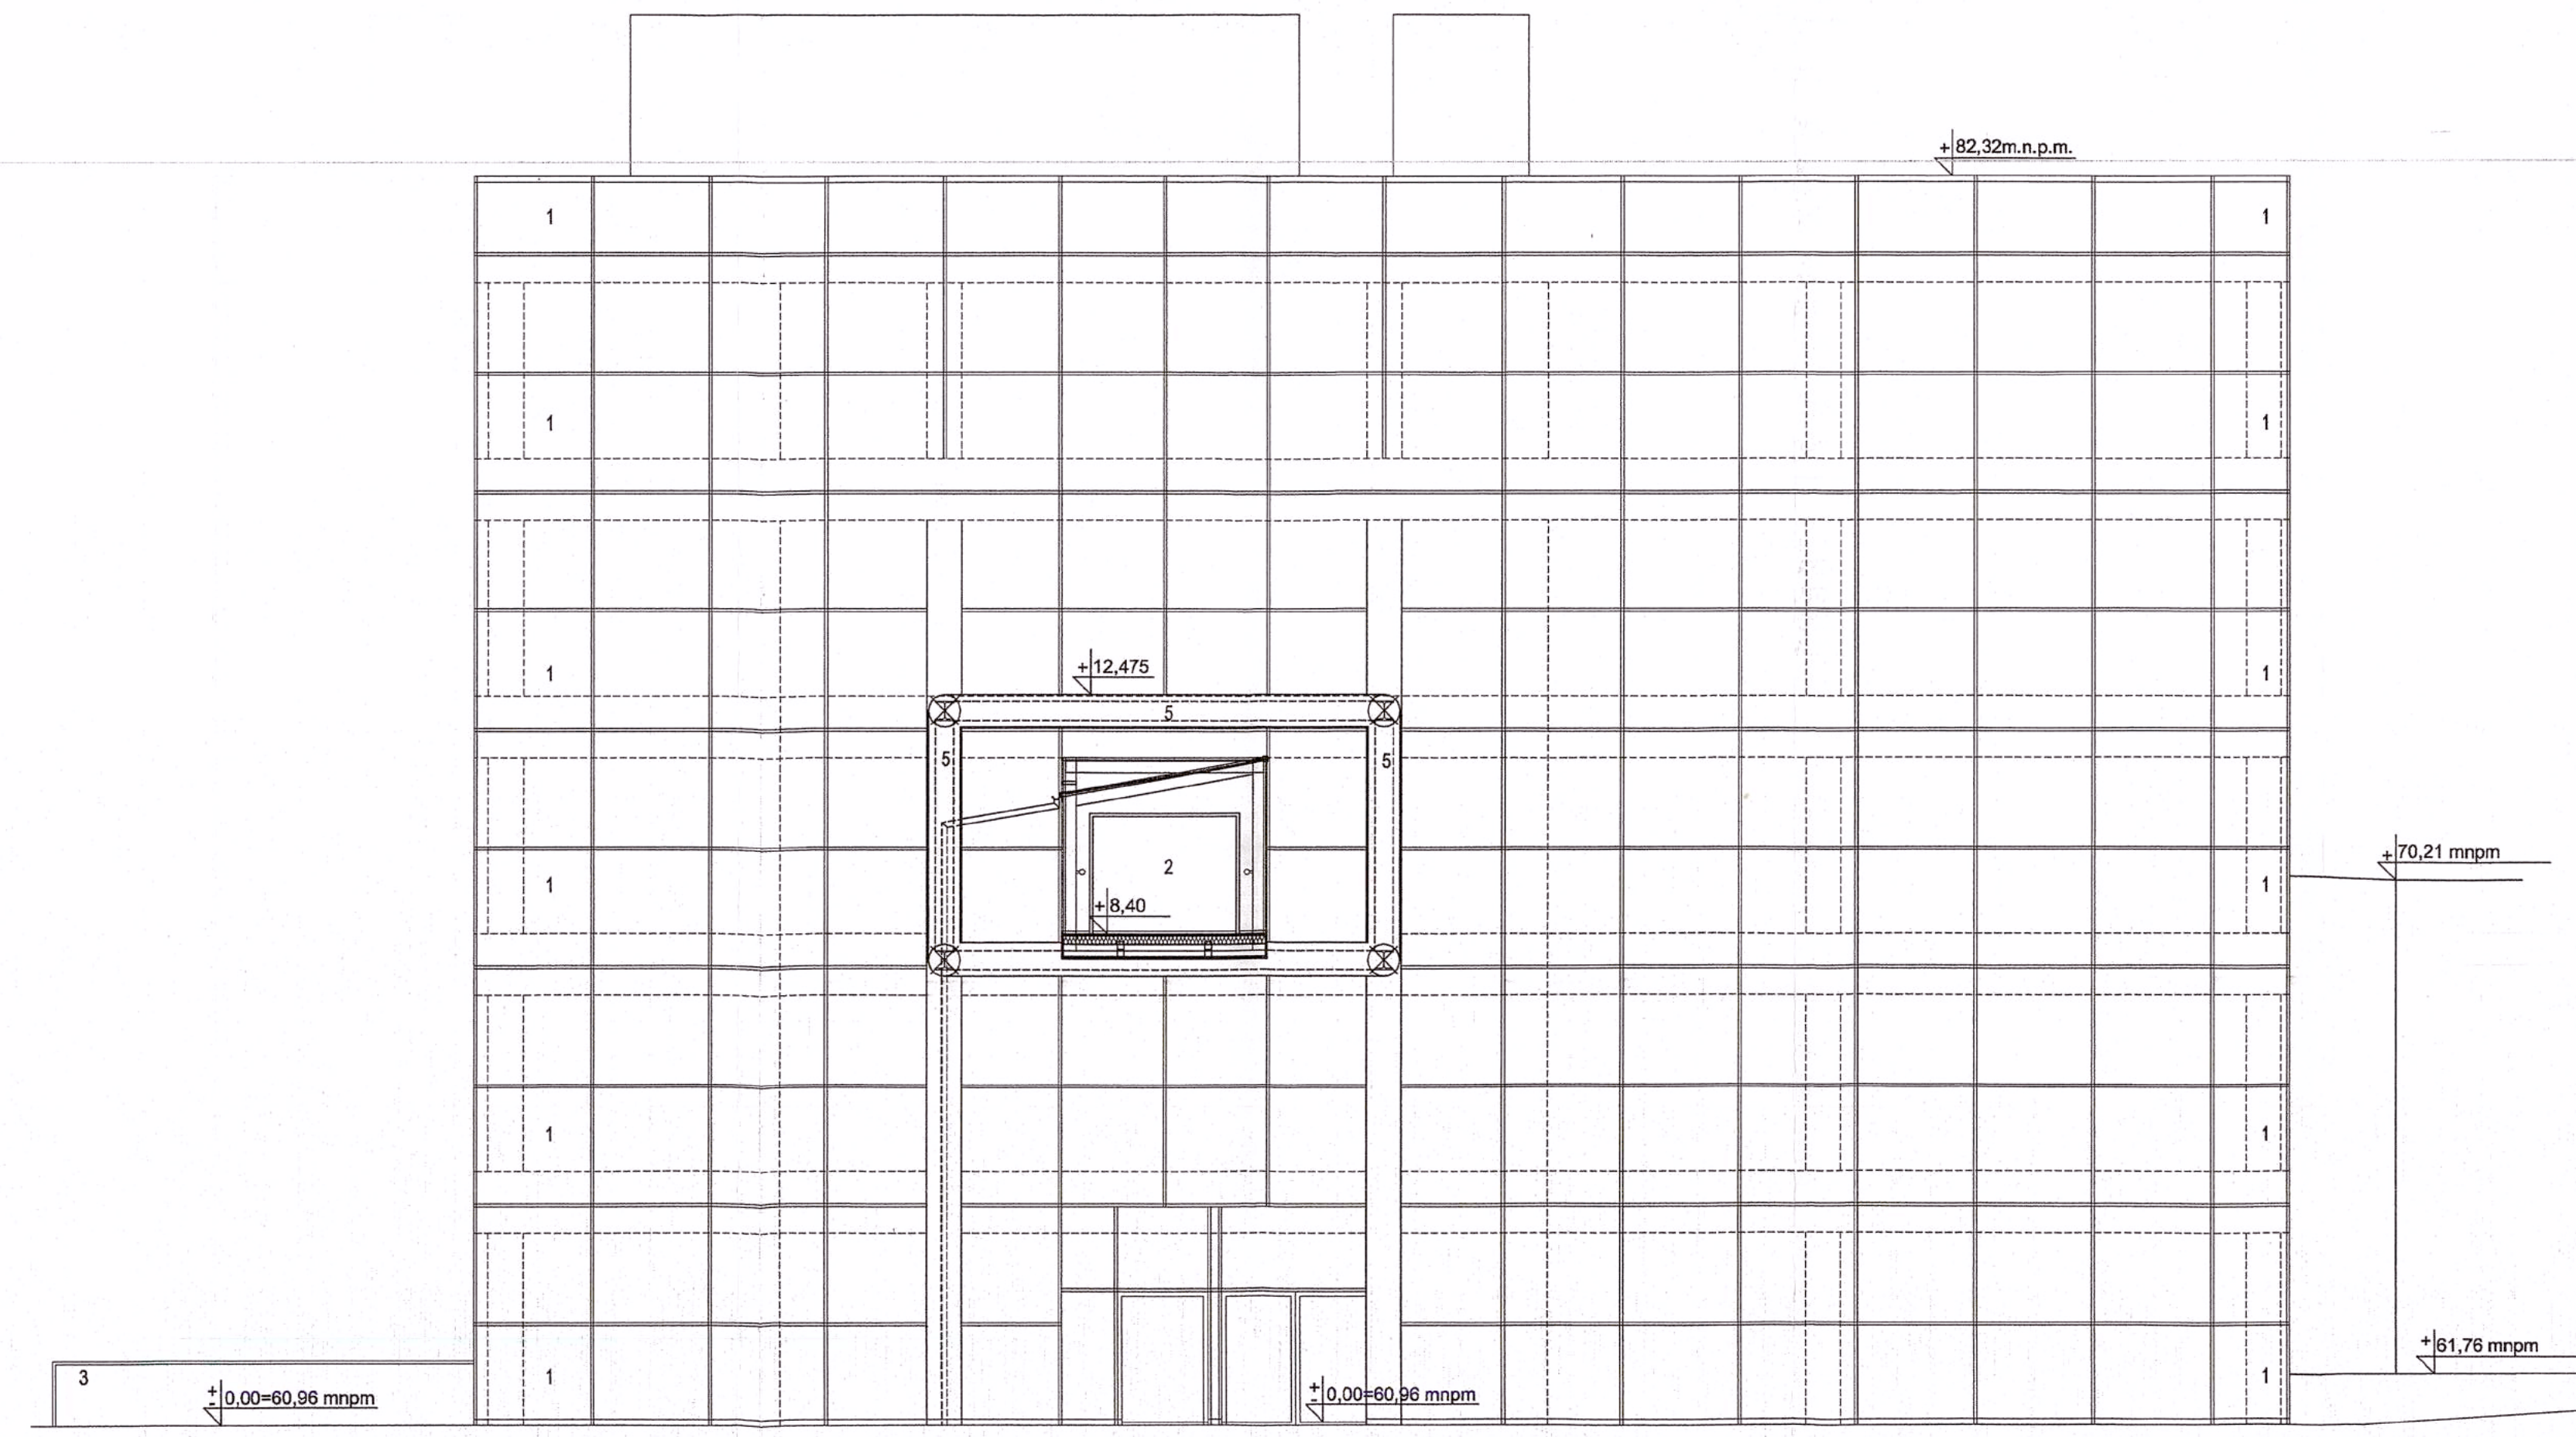 +82,32m.n.p.m.
1 1
1 1
+12,475
1 1
5
5 5
+70,21 mnpm
2
1 1
+8,40
1 1
+61,76 mnpm
3
1 1
±0,00=60,96 mnpm
±0,00=60,96 mnpm